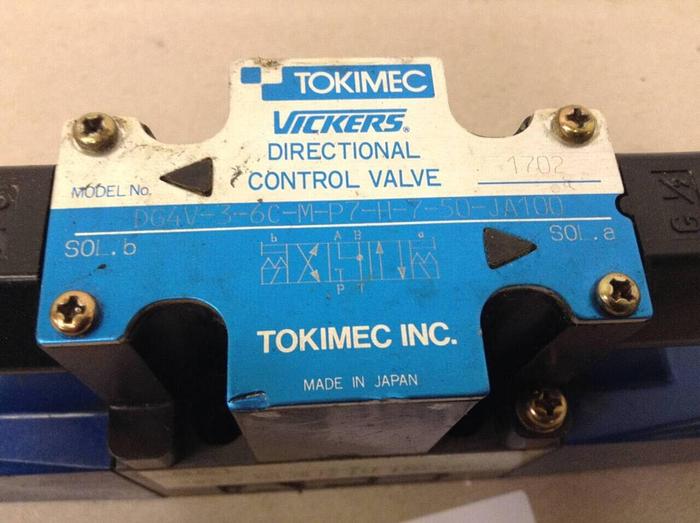 TOKIMEC
VICKERS®
DIRECTIONAL
CONTROL VALVE
1702
MODEL No.
DG4V-3-6C-M-P7-H-7-50-JA100
SOL.b
SOL.a
b A B a
P T
TOKIMEC INC.
MADE IN JAPAN